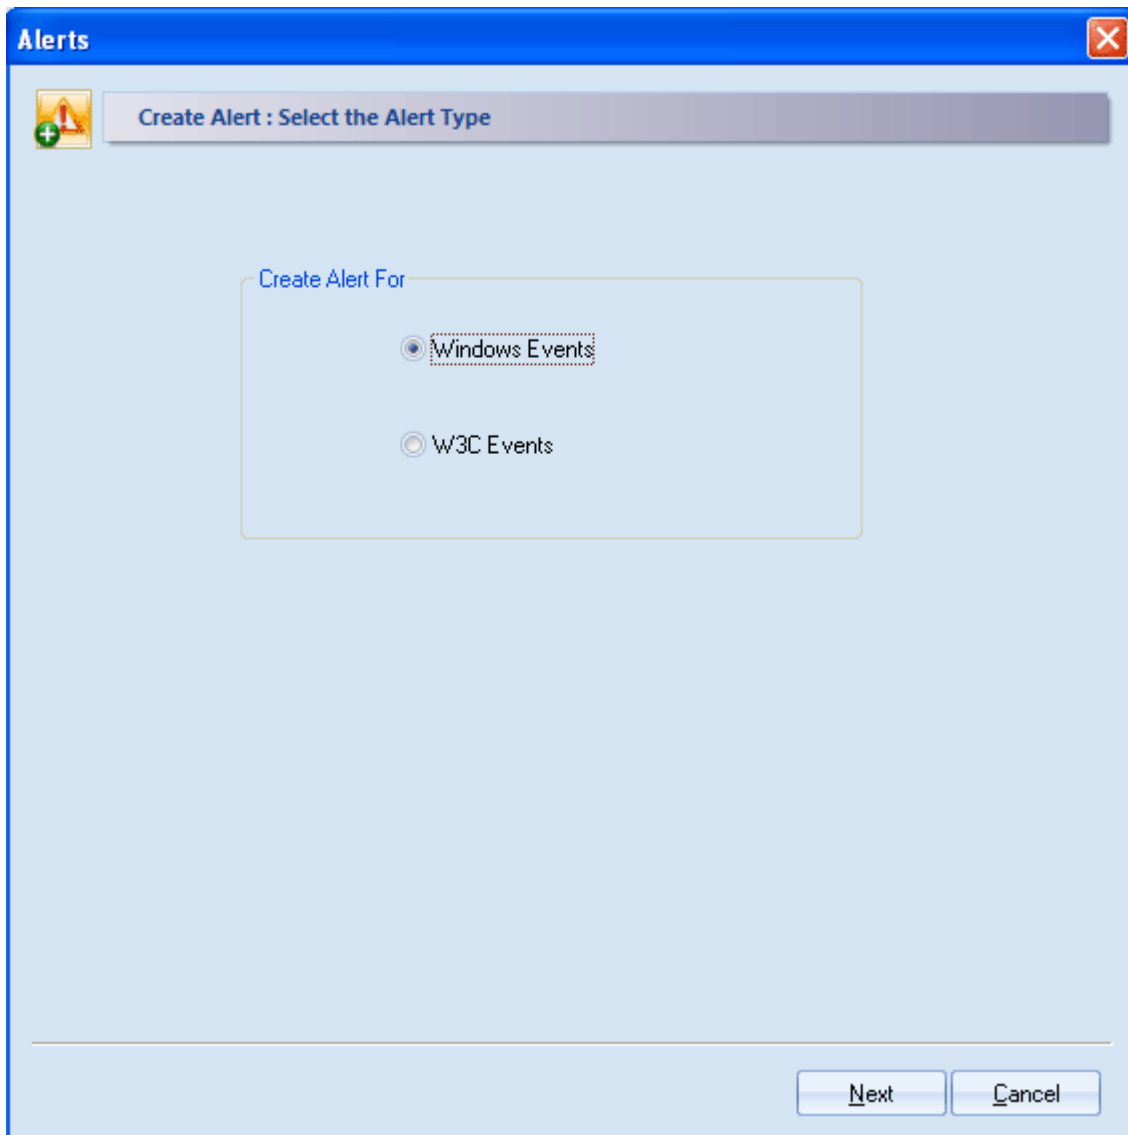 Alerts
Create Alert : Select the Alert Type
Create Alert For
Windows Events
W3C Events
Next
Cancel